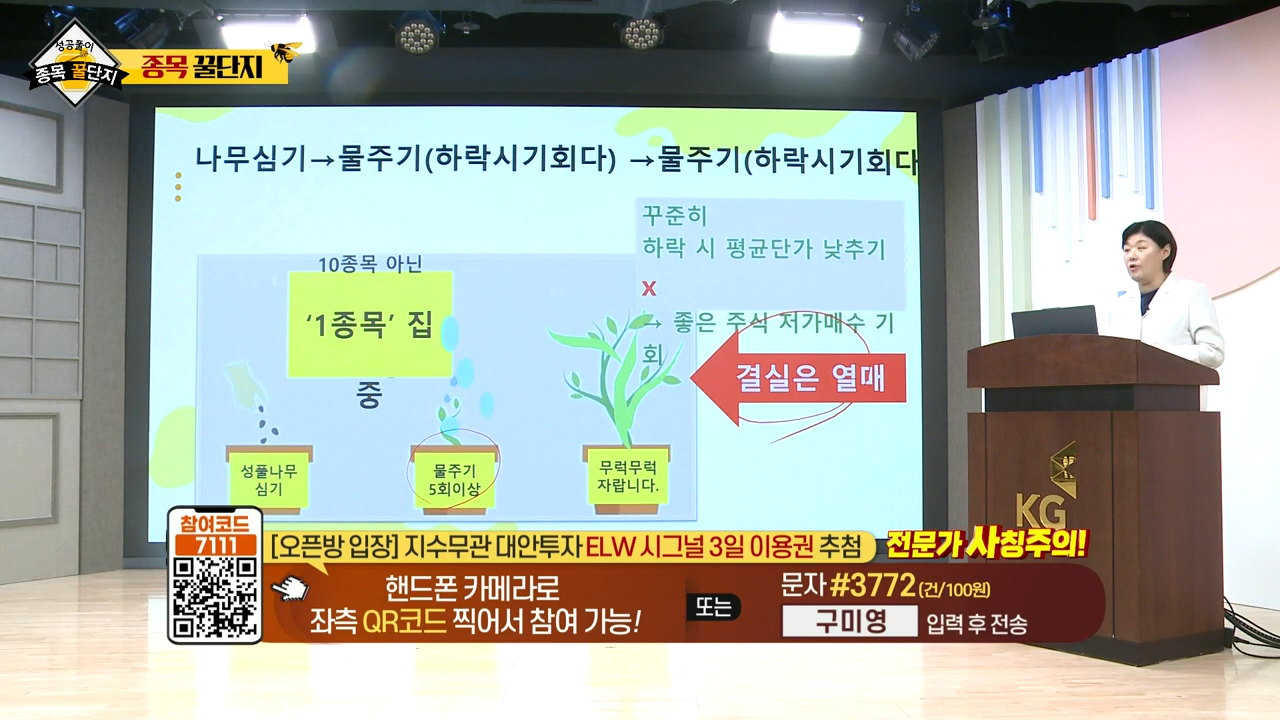 성공풀이
종목 꿀단지
종목 꿀단지
나무심기→물주기(하락시기회다) →물주기(하락시기회다
꾸준히
하락 시 평균단가 낮추기
X
→ 좋은 주식 저가매수 기
회
10종목 아닌
‘1종목’ 집
중
결실은 열매
성풀나무
심기
물주기
5회이상
무럭무럭
자랍니다.
KG
참여코드
7111
[오픈방 입장] 지수무관 대안투자 ELW 시그널 3일 이용권 추첨
전문가 사칭주의!
핸드폰 카메라로
좌측 QR코드 찍어서 참여 가능!
또는
문자 #3772 (건/100원)
구미영 입력 후 전송